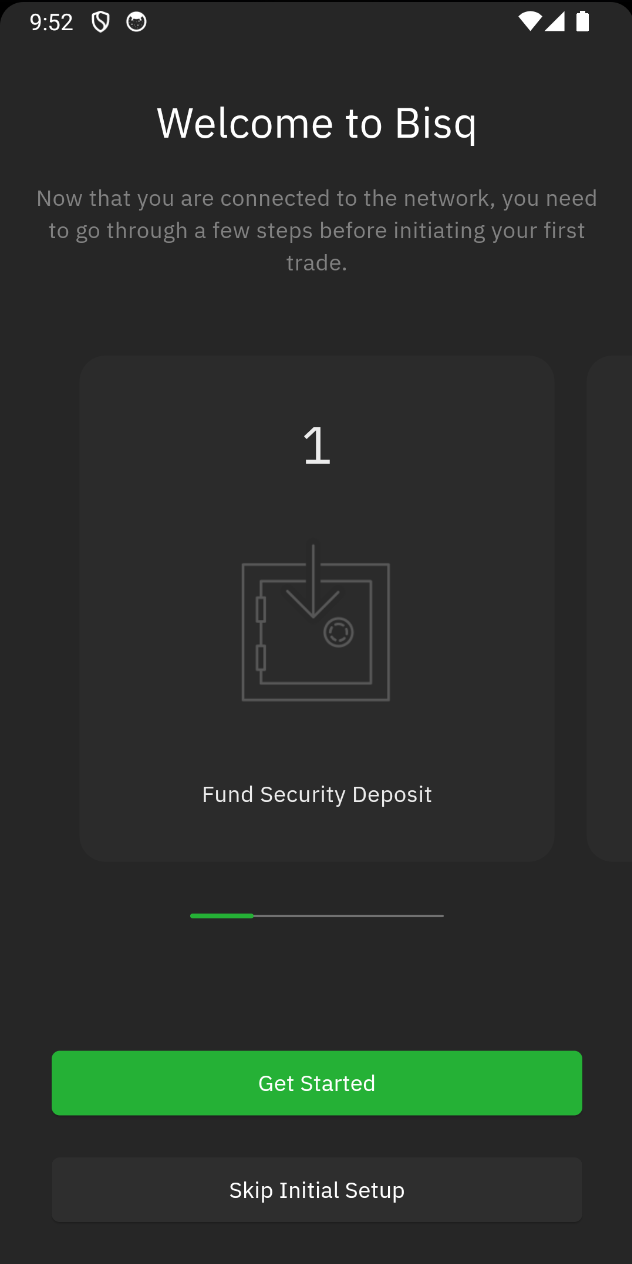 9:52
Welcome to Bisq
Now that you are connected to the network, you need
to go through a few steps before initiating your first
trade.
1
Fund Security Deposit
Get Started
Skip Initial Setup